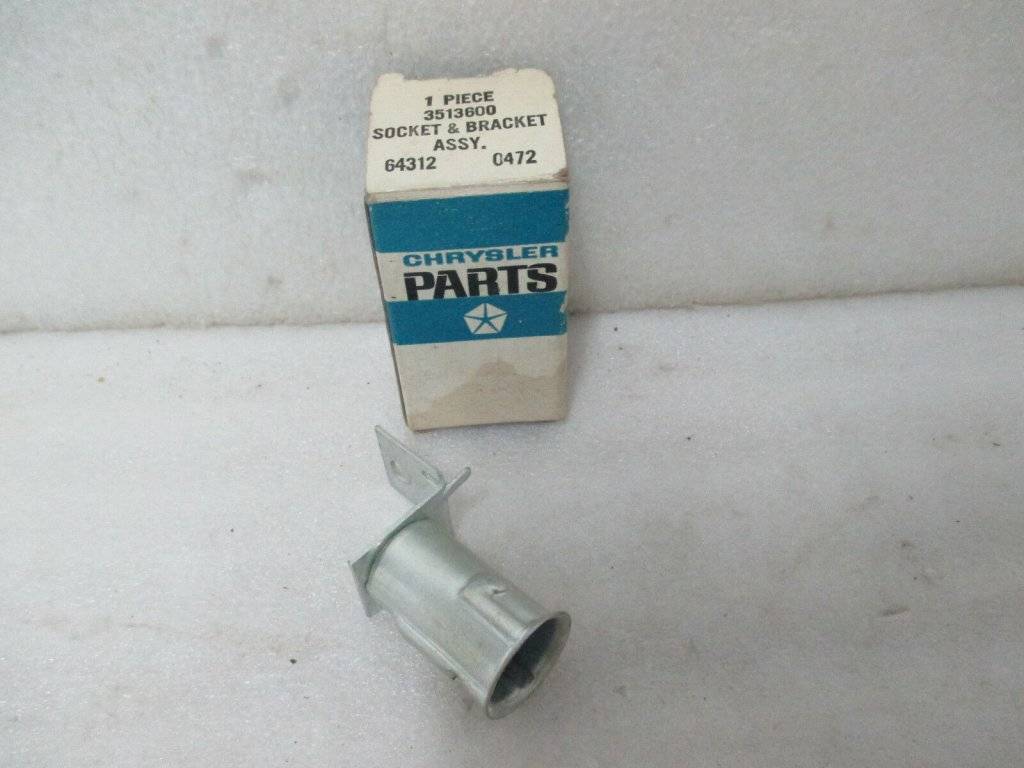 1 PIECE
3513600
SOCKET & BRACKET
ASSY.
64312 0472
CHRYSLER
PARTS